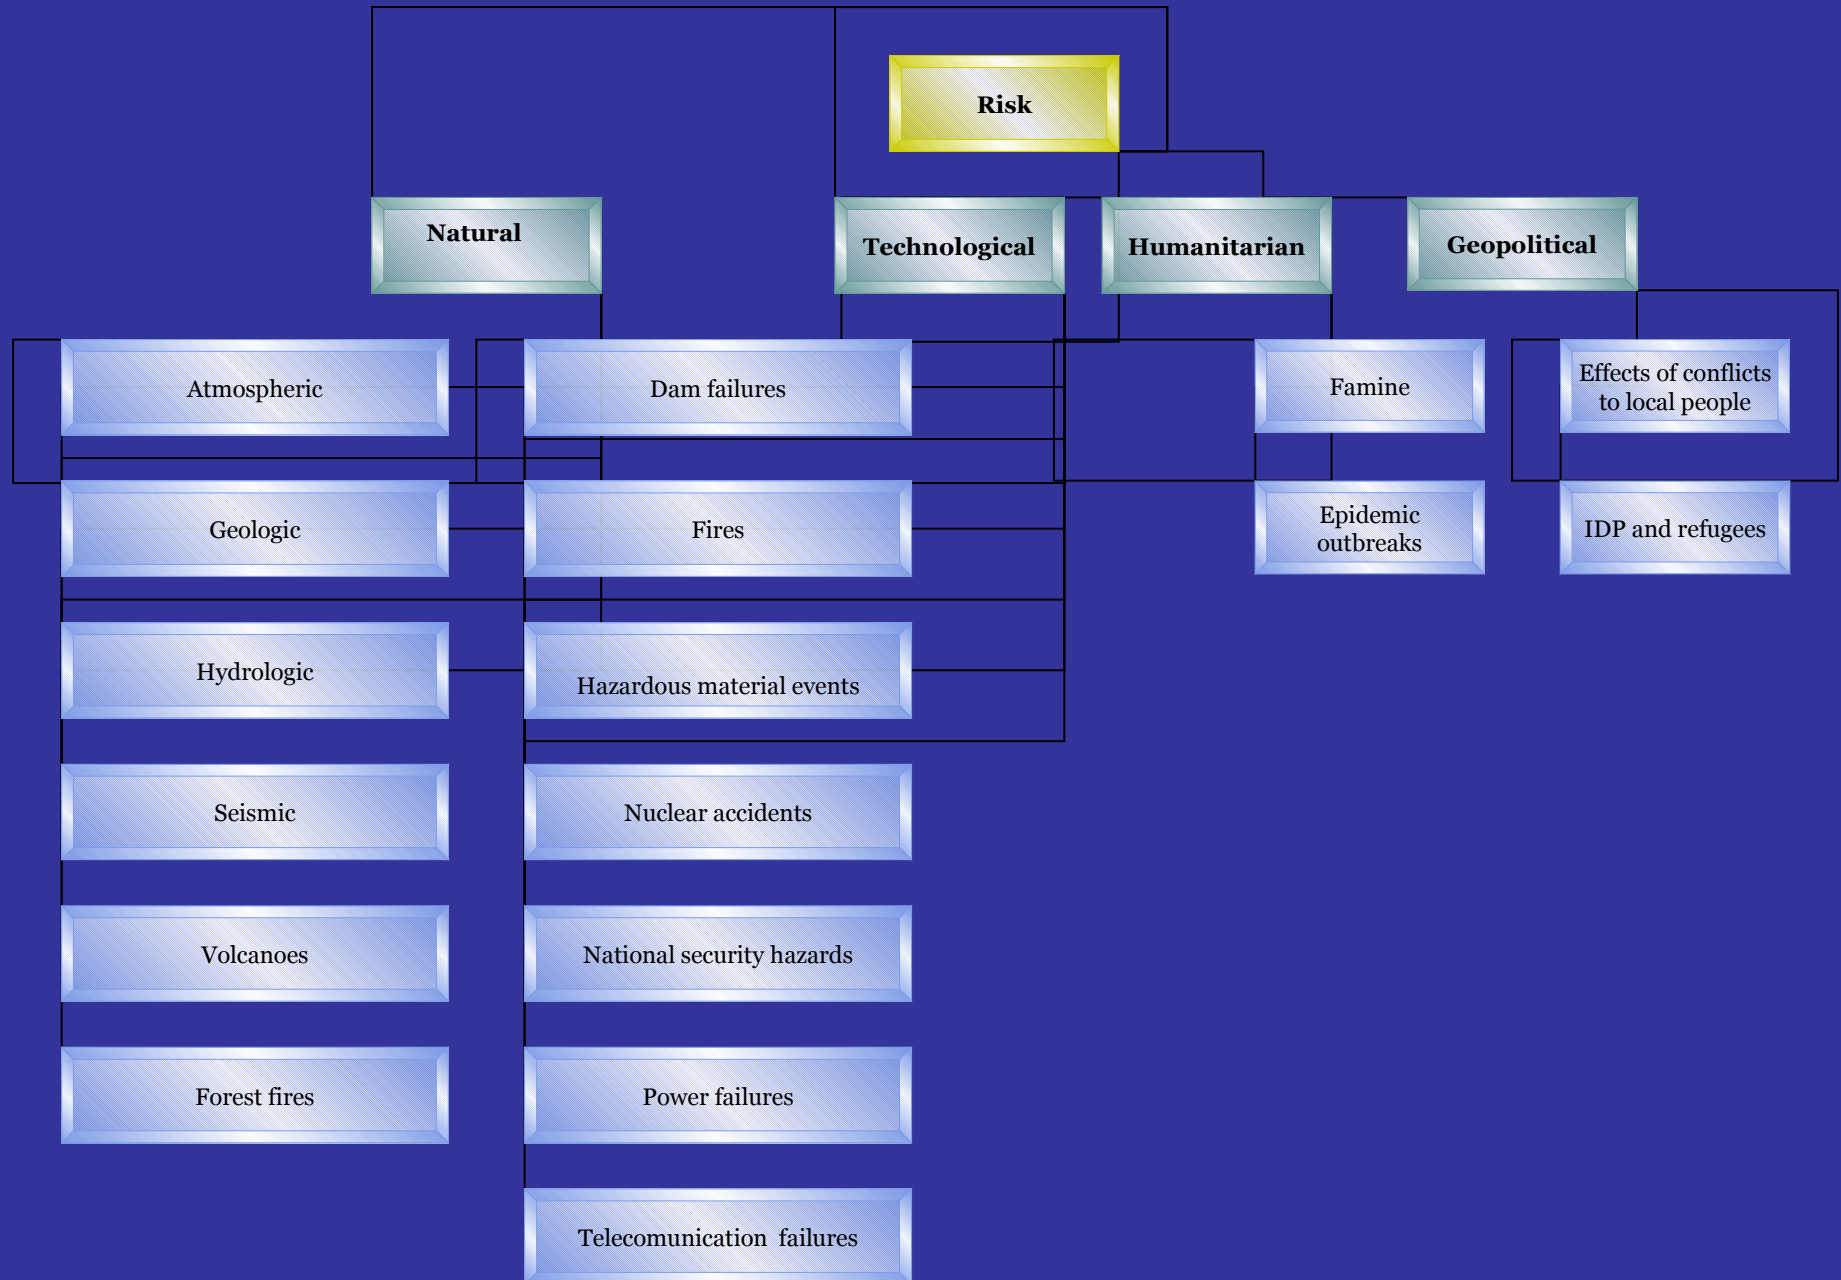 Risk
Natural
Technological
Humanitarian
Geopolitical
Atmospheric
Dam failures
Famine
Effects of conflicts
to local people
Geologic
Fires
Epidemic
outbreaks
IDP and refugees
Hydrologic
Hazardous material events
Seismic
Nuclear accidents
Volcanoes
National security hazards
Forest fires
Power failures
Telecomunication  failures